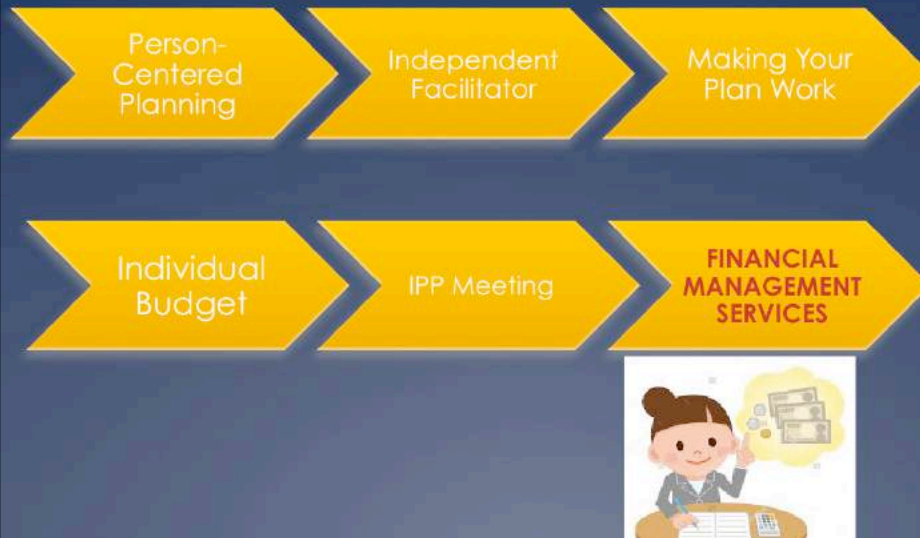 Person-
Centered
Planning
Independent
Facilitator
Making Your
Plan Work
Individual
Budget
IPP Meeting
FINANCIAL
MANAGEMENT
SERVICES